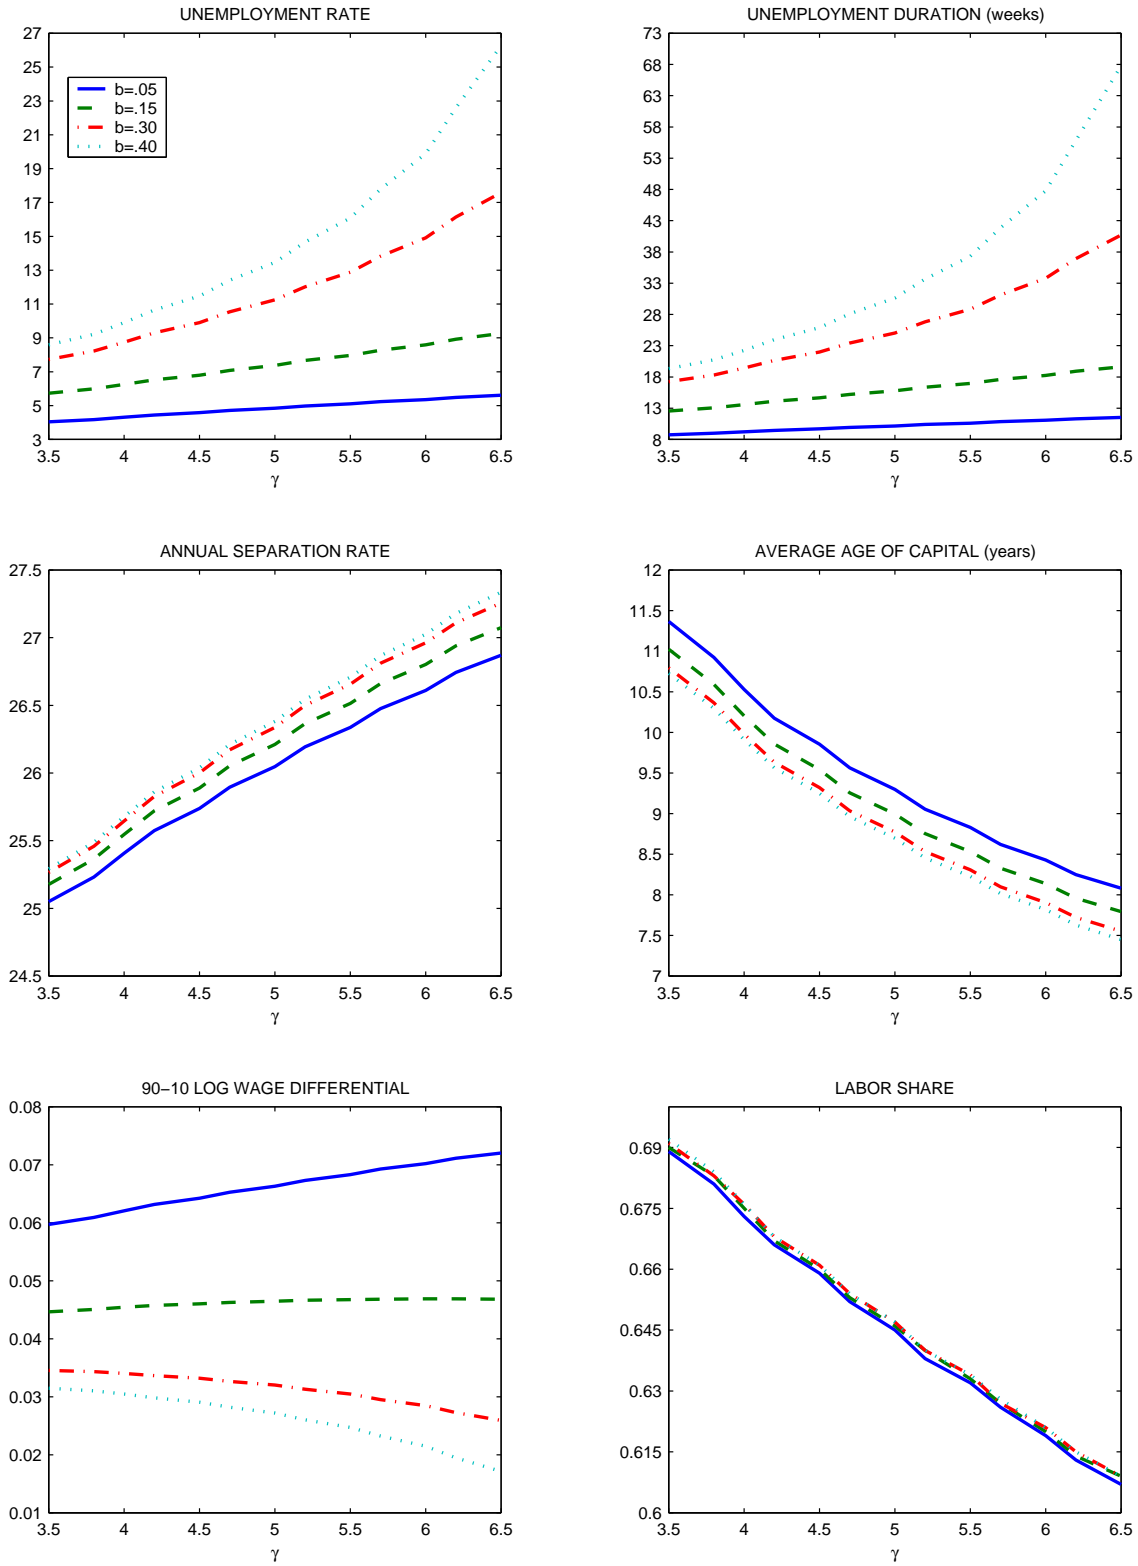 UNEMPLOYMENT RATE
27
25
23
21
19
17
15
13
11
9
7
5
3
b=.05
b=.15
b=.30
b=.40
3.5 4 4.5 5 5.5 6 6.5
γ
UNEMPLOYMENT DURATION (weeks)
73
68
63
58
53
48
43
38
33
28
23
18
13
8
3.5 4 4.5 5 5.5 6 6.5
γ
ANNUAL SEPARATION RATE
27.5
27
26.5
26
25.5
25
24.5
3.5 4 4.5 5 5.5 6 6.5
γ
AVERAGE AGE OF CAPITAL (years)
12
11.5
11
10.5
10
9.5
9
8.5
8
7.5
7
3.5 4 4.5 5 5.5 6 6.5
γ
90−10 LOG WAGE DIFFERENTIAL
0.08
0.07
0.06
0.05
0.04
0.03
0.02
0.01
3.5 4 4.5 5 5.5 6 6.5
γ
LABOR SHARE
0.69
0.675
0.66
0.645
0.63
0.615
0.6
3.5 4 4.5 5 5.5 6 6.5
γ